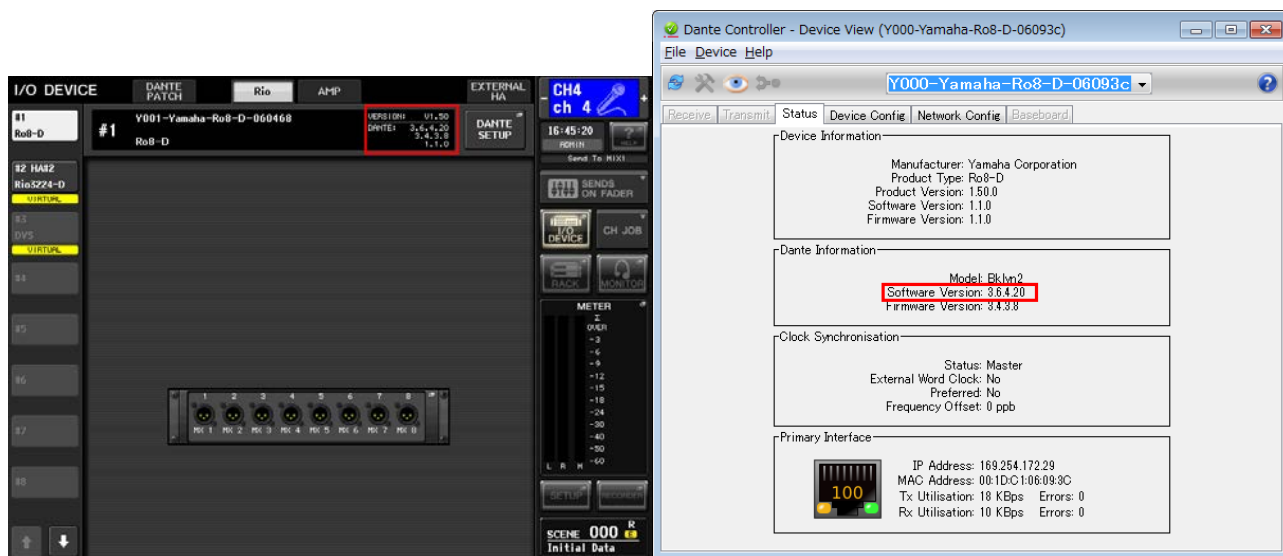 I/O DEVICE
DANTE PATCH
Rio
AMP
EXTERNAL HA
#1
Ro8-D
#1
Y001-Yamaha-Ro8-D-060468
Ro8-D
VERSION: V1.50
DANTE: 3.6.4.20
3.4.3.8
1.1.0
DANTE SETUP
#2 HA#2
Rio3224-D
VIRTUAL
#3
DVS
VIRTUAL
#4
#5
#6
#7
#8
1 2 3 4 5 6 7 8
MX 1 MX 2 MX 3 MX 4 MX 5 MX 6 MX 7 MX 8
CH4
ch 4
- +
16:45:20
ADMIN
?
HELP
Send To MIX1
SENDS ON FADER
I/O DEVICE
CH JOB
RACK
MONITOR
METER
Σ
OVER
-3
-6
-9
-12
-15
-18
-24
-30
-40
-50
-60
L R M
SETUP
RECORDER
SCENE 000 R E
Initial Data
Dante Controller - Device View (Y000-Yamaha-Ro8-D-06093c)
File Device Help
Y000-Yamaha-Ro8-D-06093c
?
Receive Transmit Status Device Config Network Config Baseboard
Device Information
Manufacturer: Yamaha Corporation
Product Type: Ro8-D
Product Version: 1.50.0
Software Version: 1.1.0
Firmware Version: 1.1.0
Dante Information
Model: Bklyn2
Software Version: 3.6.4.20
Firmware Version: 3.4.3.8
Clock Synchronisation
Status: Master
External Word Clock: No
Preferred: No
Frequency Offset: 0 ppb
Primary Interface
100
IP Address: 169.254.172.29
MAC Address: 00:1D:C1:06:09:3C
Tx Utilisation: 18 KBps Errors: 0
Rx Utilisation: 10 KBps Errors: 0